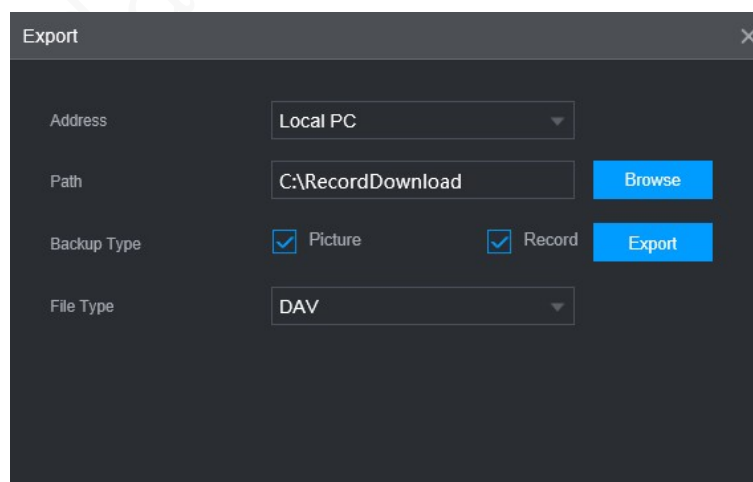 Export
Address Local PC
Path C:\RecordDownload Browse
Backup Type Picture Record Export
File Type DAV